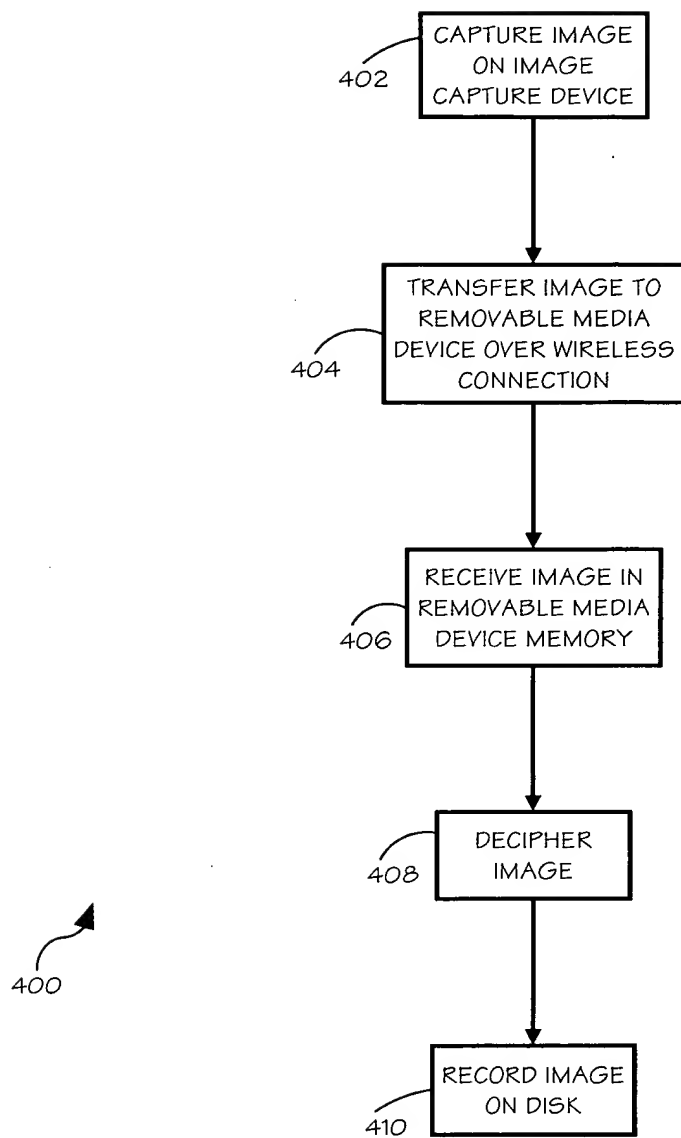 CAPTURE IMAGE
ON IMAGE
CAPTURE DEVICE
402
TRANSFER IMAGE TO
REMOVABLE MEDIA
DEVICE OVER WIRELESS
CONNECTION
404
RECEIVE IMAGE IN
REMOVABLE MEDIA
DEVICE MEMORY
406
DECIPHER
IMAGE
408
400
RECORD IMAGE
ON DISK
410